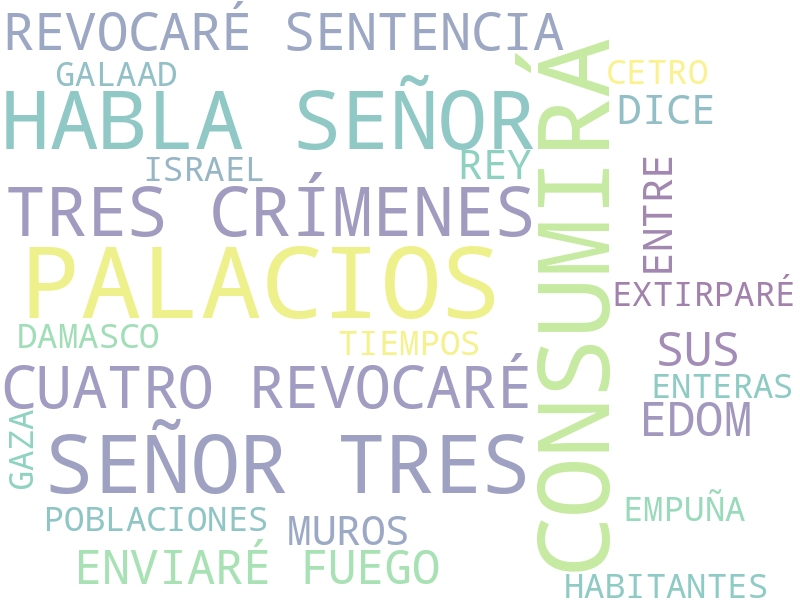 REVOCARÉ SENTENCIA
GALAAD
CETRO
HABLA SEÑOR
DICE
ISRAEL
REY
CONSUMIRÁ
ENTRE
TRES CRÍMENES
PALACIOS
EXTIRPARÉ
DAMASCO
TIEMPOS
SUS
CUATRO REVOCARÉ
ENTERAS
EDOM
GAZA
SEÑOR TRES
EMPUÑA
POBLACIONES
MUROS
ENVIARÉ FUEGO
HABITANTES